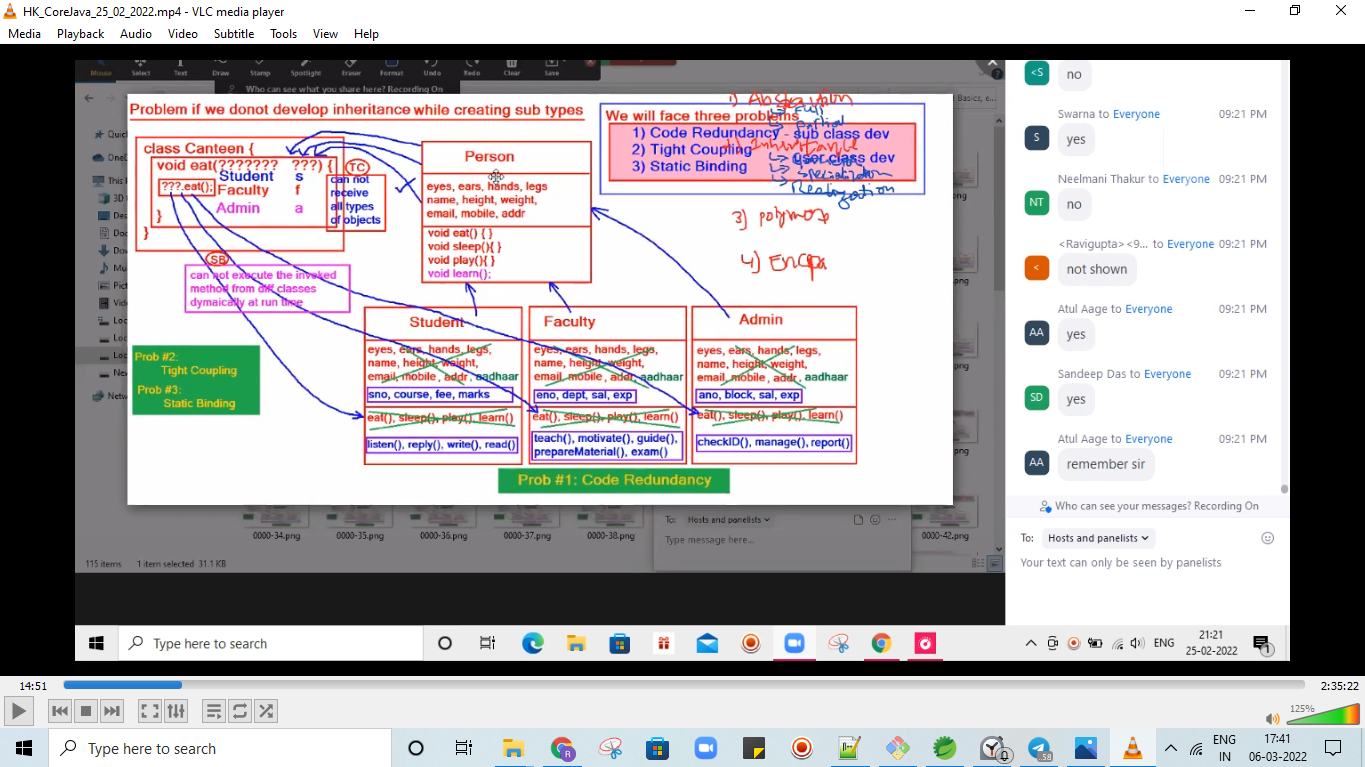 HK_CoreJava_25_02_2022.mp4 - VLC media player
Media Playback Audio Video Subtitle Tools View Help
Mouse Select Text Draw Stamp Spotlight Eraser Format Undo Redo Clear Save
Who can see what you share here? Recording On
Problem if we donot develop inheritance while creating sub types
class Canteen {
void eat(??????? ???) {
Student s
???.eat();
Faculty f
Admin a
}
}
TC
can not
receive
all types
of objects
SB
can not execute the invoked
method from diff classes
dymaically at run time
Prob #2:
Tight Coupling
Prob #3:
Static Binding
Person
eyes, ears, hands, legs
name, height, weight,
email, mobile, addr
void eat() { }
void sleep(){ }
void play(){ }
void learn();
We will face three problems
1) Code Redundancy - sub class dev
2) Tight Coupling
user class dev
3) Static Binding
1) Abstraction
Full
Partial
Inheritance
Realization
3) polymorp
4) Encap
Student
eyes, ears, hands, legs,
name, height, weight,
email, mobile, addr, aadhaar
sno, course, fee, marks
eat(), sleep(), play(), learn()
listen(), reply(), write(), read()
Faculty
eyes, ears, hands, legs,
name, height, weight,
email, mobile, addr, aadhaar
eno, dept, sal, exp
eat(), sleep(), play(), learn()
teach(), motivate(), guide(),
prepareMaterial(), exam()
Admin
eyes, ears, hands, legs,
name, height, weight,
email, mobile, addr, aadhaar
ano, block, sal, exp
eat(), sleep(), play(), learn()
checkID(), manage(), report()
Prob #1: Code Redundancy
0000-34.png 0000-35.png 0000-36.png 0000-37.png 0000-38.png
0000-42.png
To: Hosts and panelists
Type message here...
115 items 1 item selected 31.1 KB
<S
no
Swarna to Everyone 09:21 PM
S
yes
Neelmani Thakur to Everyone 09:21 PM
NT
no
<Ravigupta> <9... to Everyone 09:21 PM
<
not shown
Atul Aage to Everyone 09:21 PM
AA
yes
Sandeep Das to Everyone 09:21 PM
SD
yes
Atul Aage to Everyone 09:21 PM
AA
remember sir
Who can see your messages? Recording On
To: Hosts and panelists
Your text can only be seen by panelists
Type here to search
ENG
21:21
25-02-2022
1
14:51
2:35:22
125%
Type here to search
R
58
ENG
IN
17:41
06-03-2022